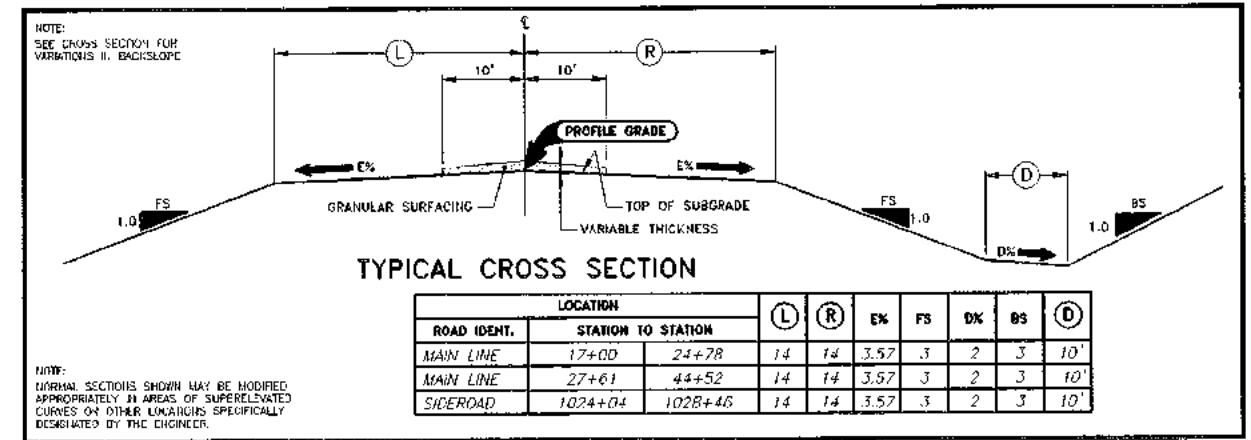 NOTE:
SEE CROSS SECTION FOR
VARIATIONS IN BACKSLOPE
℄
L
R
10'
10'
PROFILE GRADE
E%
E%
GRANULAR SURFACING
TOP OF SUBGRADE
VARIABLE THICKNESS
FS
1.0
FS
1.0
D
D%
BS
1.0
TYPICAL CROSS SECTION
LOCATION L R E% FS D% BS D
ROAD IDENT. STATION TO STATION
MAIN LINE 17+00 24+78 14 14 3.57 3 2 3 10'
MAIN LINE 27+61 44+52 14 14 3.57 3 2 3 10'
SIDEROAD 1024+04 1028+46 14 14 3.57 3 2 3 10'
NOTE:
NORMAL SECTIONS SHOWN MAY BE MODIFIED
APPROPRIATELY IN AREAS OF SUPERELEVATED
CURVES OR OTHER LOCATIONS SPECIFICALLY
DESIGNATED BY THE ENGINEER.